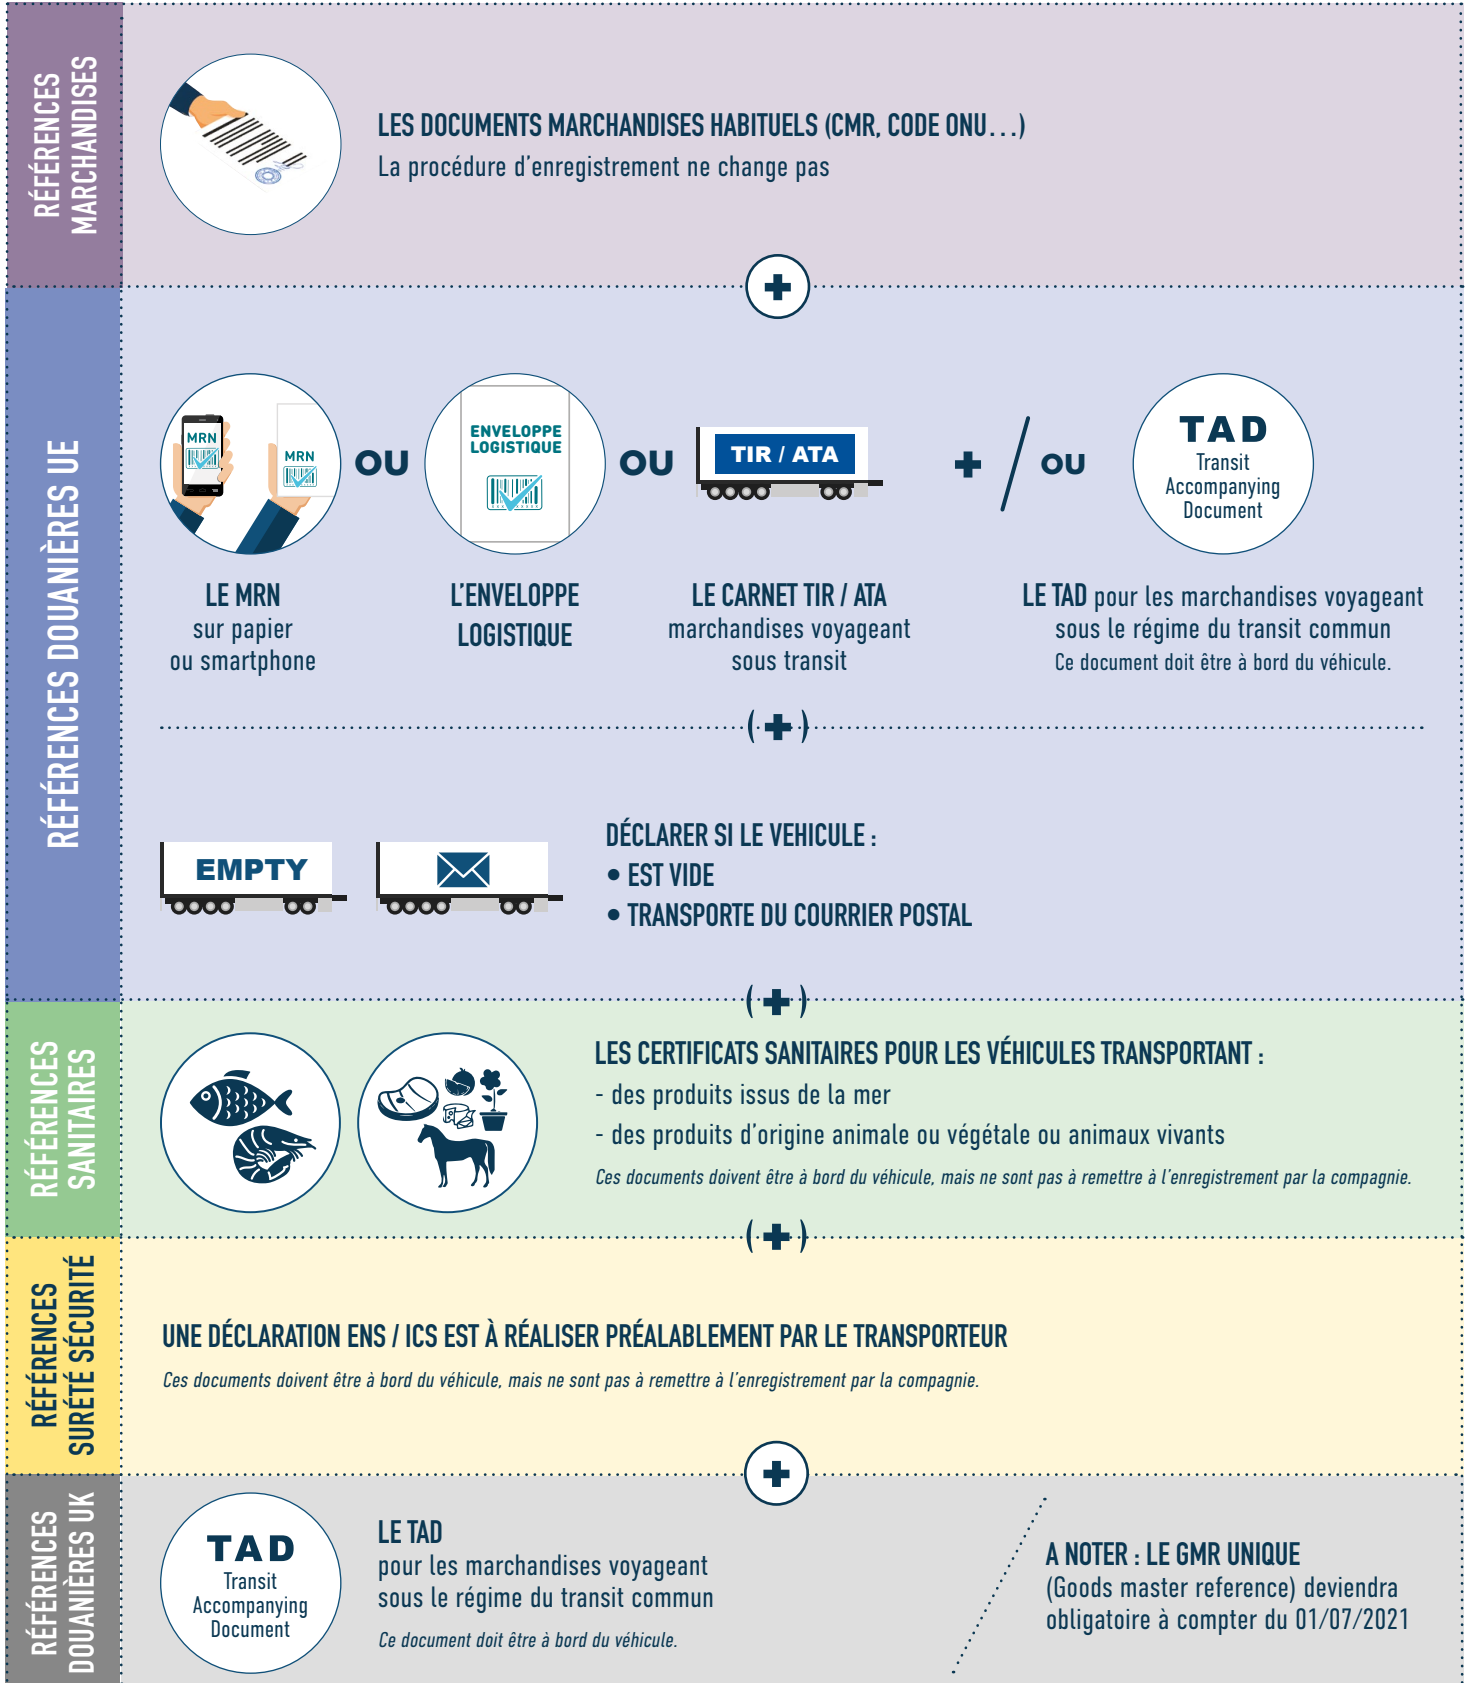 RÉFÉRENCES
MARCHANDISES
LES DOCUMENTS MARCHANDISES HABITUELS (CMR, CODE ONU...)
La procédure d’enregistrement ne change pas
RÉFÉRENCES DOUANIÈRES UE
MRN
MRN
OU
ENVELOPPE
LOGISTIQUE
OU
TIR / ATA
+ / OU
TAD
Transit
Accompanying
Document
LE MRN
sur papier
ou smartphone
L’ENVELOPPE
LOGISTIQUE
LE CARNET TIR / ATA
marchandises voyageant
sous transit
LE TAD pour les marchandises voyageant
sous le régime du transit commun
Ce document doit être à bord du véhicule.
(+)
EMPTY
DÉCLARER SI LE VEHICULE :
• EST VIDE
• TRANSPORTE DU COURRIER POSTAL
(+)
RÉFÉRENCES
SANITAIRES
LES CERTIFICATS SANITAIRES POUR LES VÉHICULES TRANSPORTANT :
- des produits issus de la mer
- des produits d’origine animale ou végétale ou animaux vivants
Ces documents doivent être à bord du véhicule, mais ne sont pas à remettre à l’enregistrement par la compagnie.
(+)
RÉFÉRENCES
SURÉTÉ SÉCURITÉ
UNE DÉCLARATION ENS / ICS EST À RÉALISER PRÉALABLEMENT PAR LE TRANSPORTEUR
Ces documents doivent être à bord du véhicule, mais ne sont pas à remettre à l’enregistrement par la compagnie.
+
RÉFÉRENCES
DOUANIÈRES UK
TAD
Transit
Accompanying
Document
LE TAD
pour les marchandises voyageant
sous le régime du transit commun
Ce document doit être à bord du véhicule.
A NOTER : LE GMR UNIQUE
(Goods master reference) deviendra
obligatoire à compter du 01/07/2021